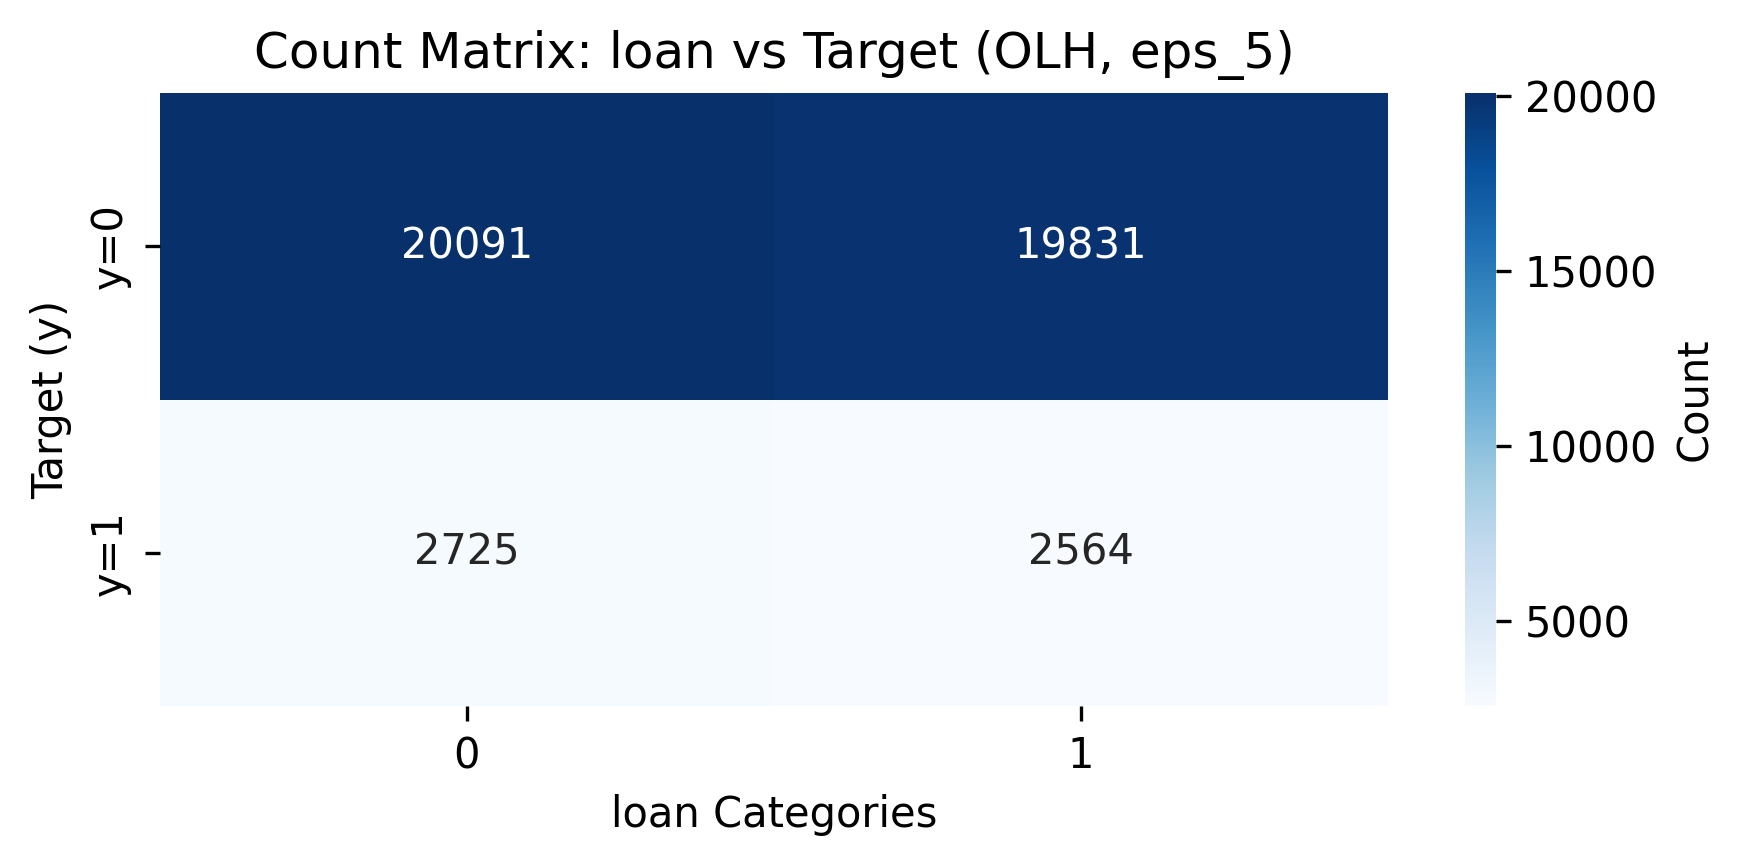 Count Matrix: loan vs Target (OLH, eps_5)
Target (y)
y=0
20091
19831
y=1
2725
2564
0
1
loan Categories
20000
15000
10000
5000
Count